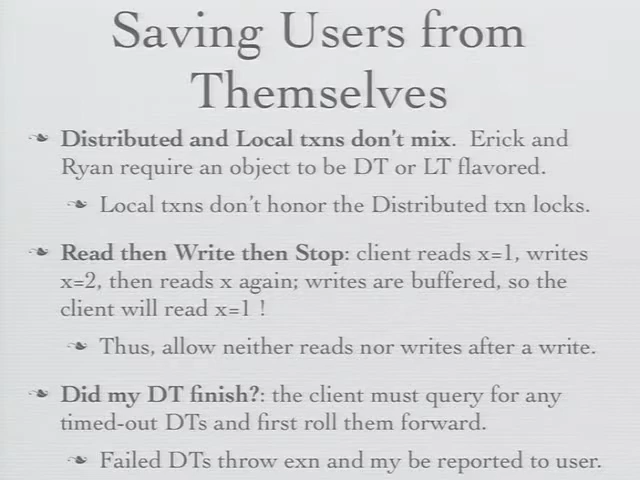 Saving Users from
Themselves
Distributed and Local txns don't mix. Erick and
Ryan require an object to be DT or LT flavored.
Local txns don't honor the Distributed txn locks.
Read then Write then Stop: client reads x=1, writes
x=2, then reads x again; writes are buffered, so the
client will read x=1 !
Thus, allow neither reads nor writes after a write.
Did my DT finish?: the client must query for any
timed-out DTs and first roll them forward.
Failed DTs throw exn and my be reported to user.